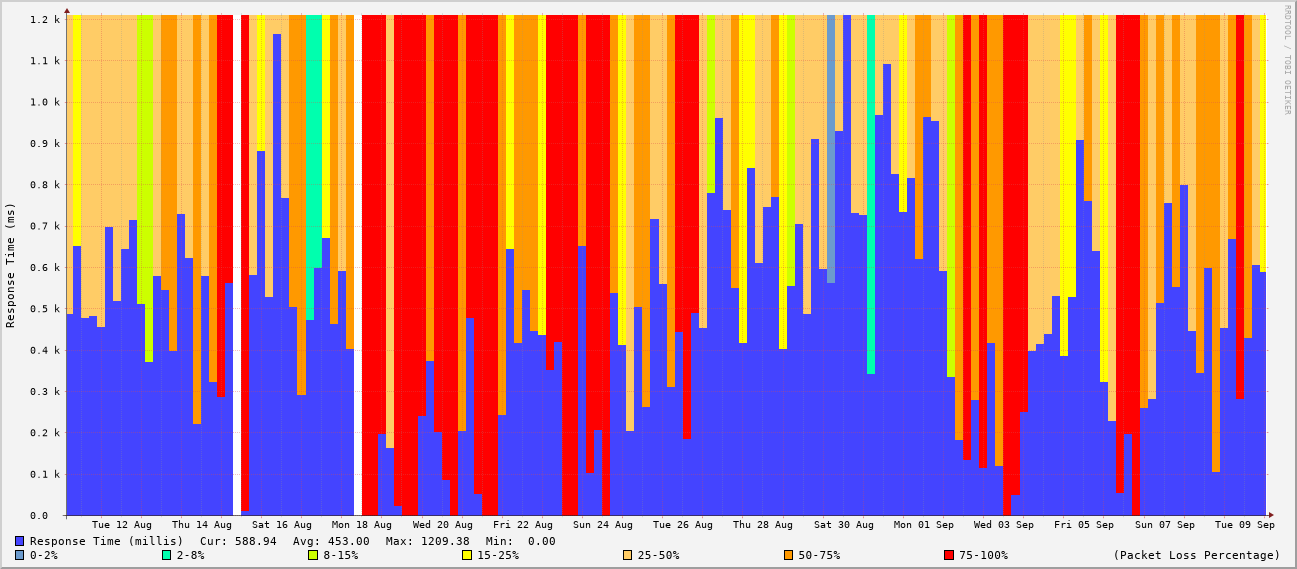 1.2 k
1.1 k
1.0 k
0.9 k
0.8 k
0.7 k
0.6 k
0.5 k
0.4 k
0.3 k
0.2 k
0.1 k
0.0
Response Time (ms)
RRDTOOL / TOBI OETIKER
Tue 12 Aug Thu 14 Aug Sat 16 Aug Mon 18 Aug Wed 20 Aug Fri 22 Aug Sun 24 Aug Tue 26 Aug Thu 28 Aug Sat 30 Aug Mon 01 Sep Wed 03 Sep Fri 05 Sep Sun 07 Sep Tue 09 Sep
Response Time (millis) Cur: 588.94 Avg: 453.00 Max: 1209.38 Min: 0.00
0-2% 2-8% 8-15% 15-25% 25-50% 50-75% 75-100% (Packet Loss Percentage)